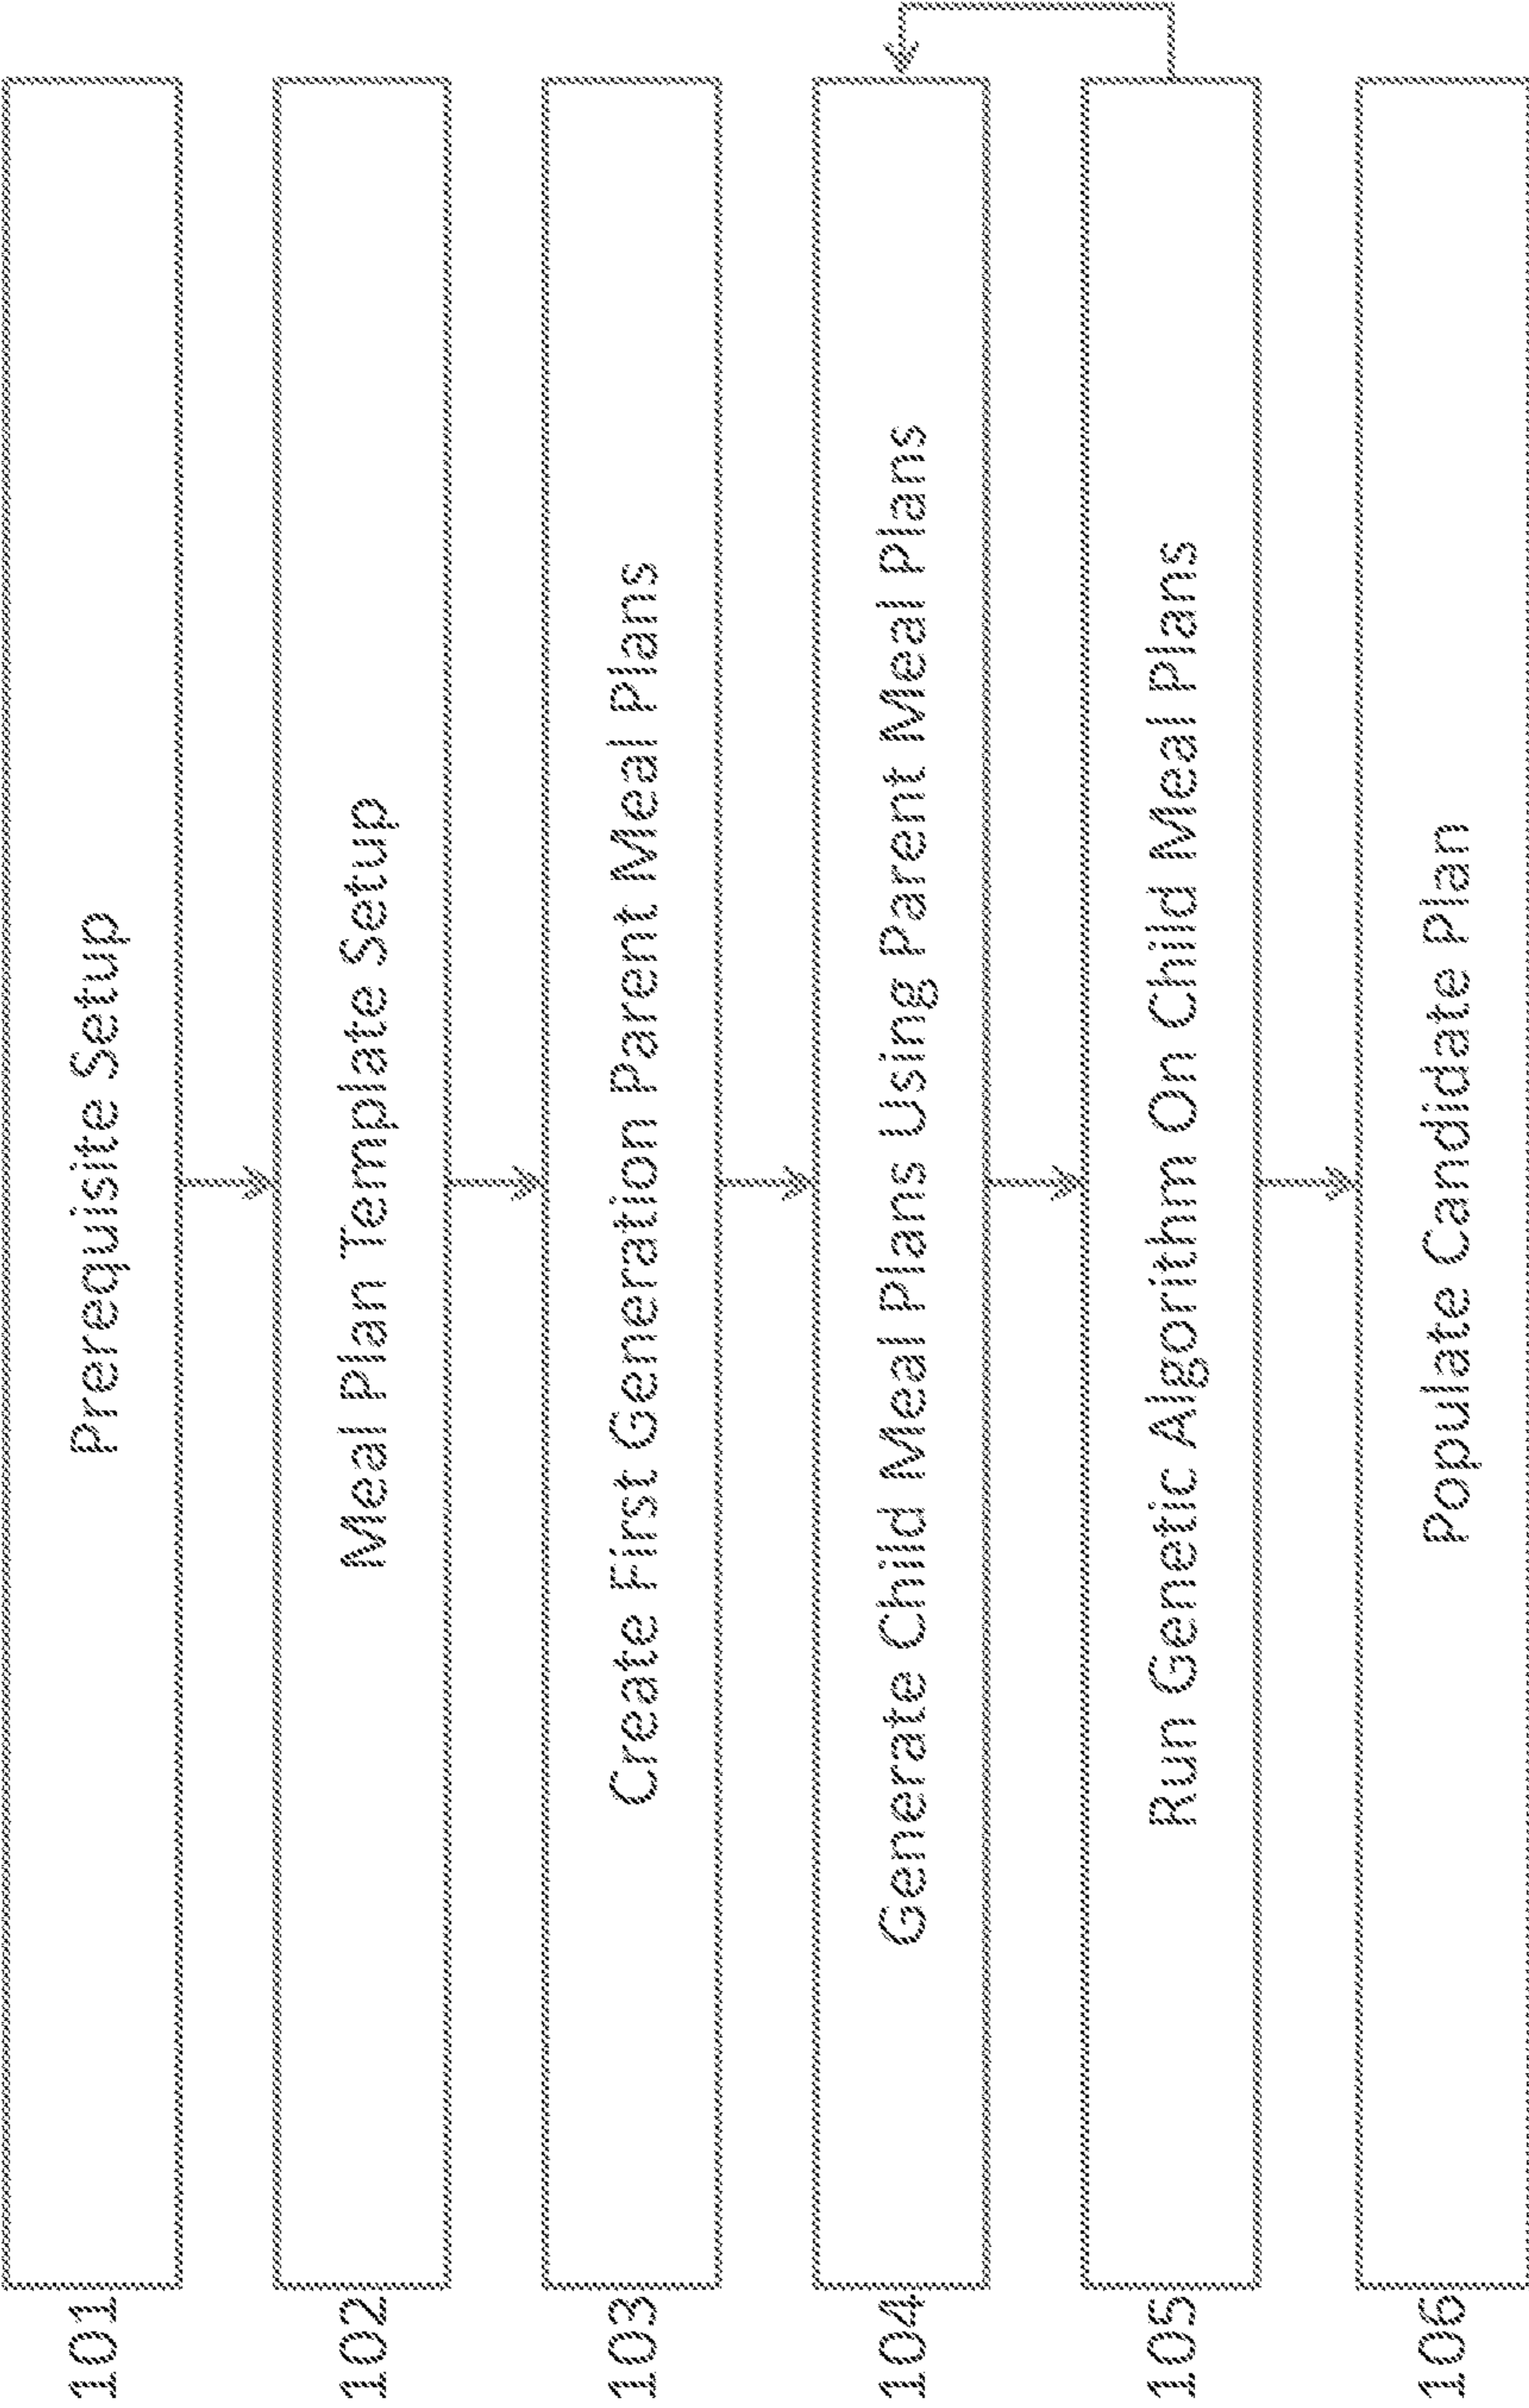 101
Prerequisite Setup
102
Meal Plan Template Setup
103
Create First Generation Parent Meal Plans
104
Generate Child Meal Plans Using Parent Meal Plans
105
Run Genetic Algorithm On Child Meal Plans
106
Populate Candidate Plan